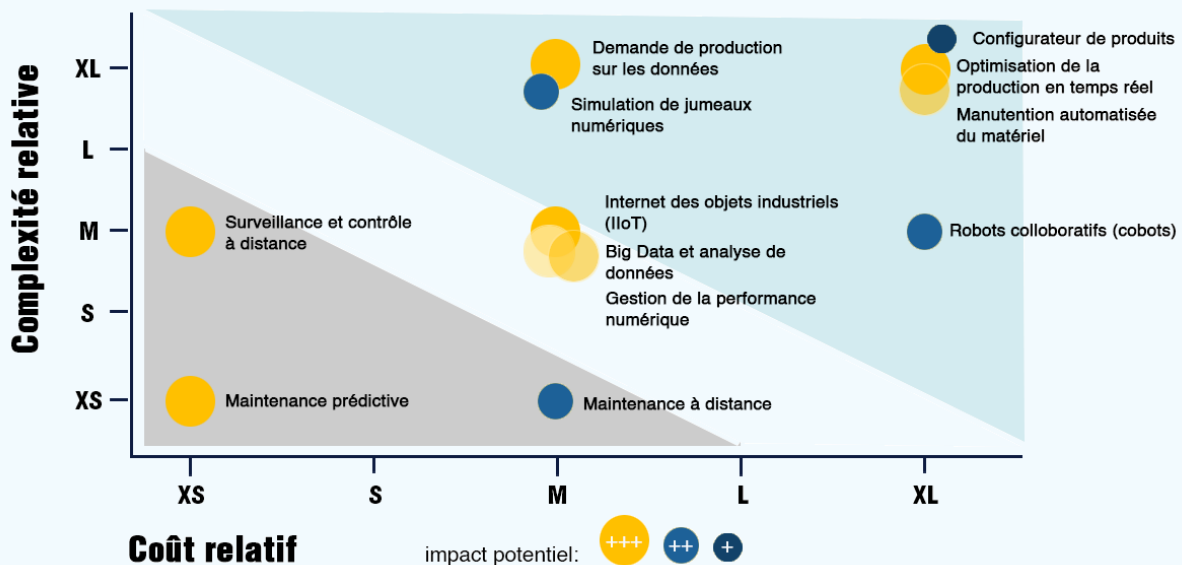 Complexité relative
XL
L
M
S
XS
Demande de production
sur les données
Simulation de jumeaux
numériques
Configurateur de produits
Optimisation de la
production en temps réel
Manutention automatisée
du matériel
Surveillance et contrôle
à distance
Internet des objets industriels
(IIoT)
Big Data et analyse de
données
Gestion de la performance
numérique
Robots colloboratifs (cobots)
Maintenance prédictive
Maintenance à distance
XS
S
M
L
XL
Coût relatif
impact potentiel:
+++
++
+